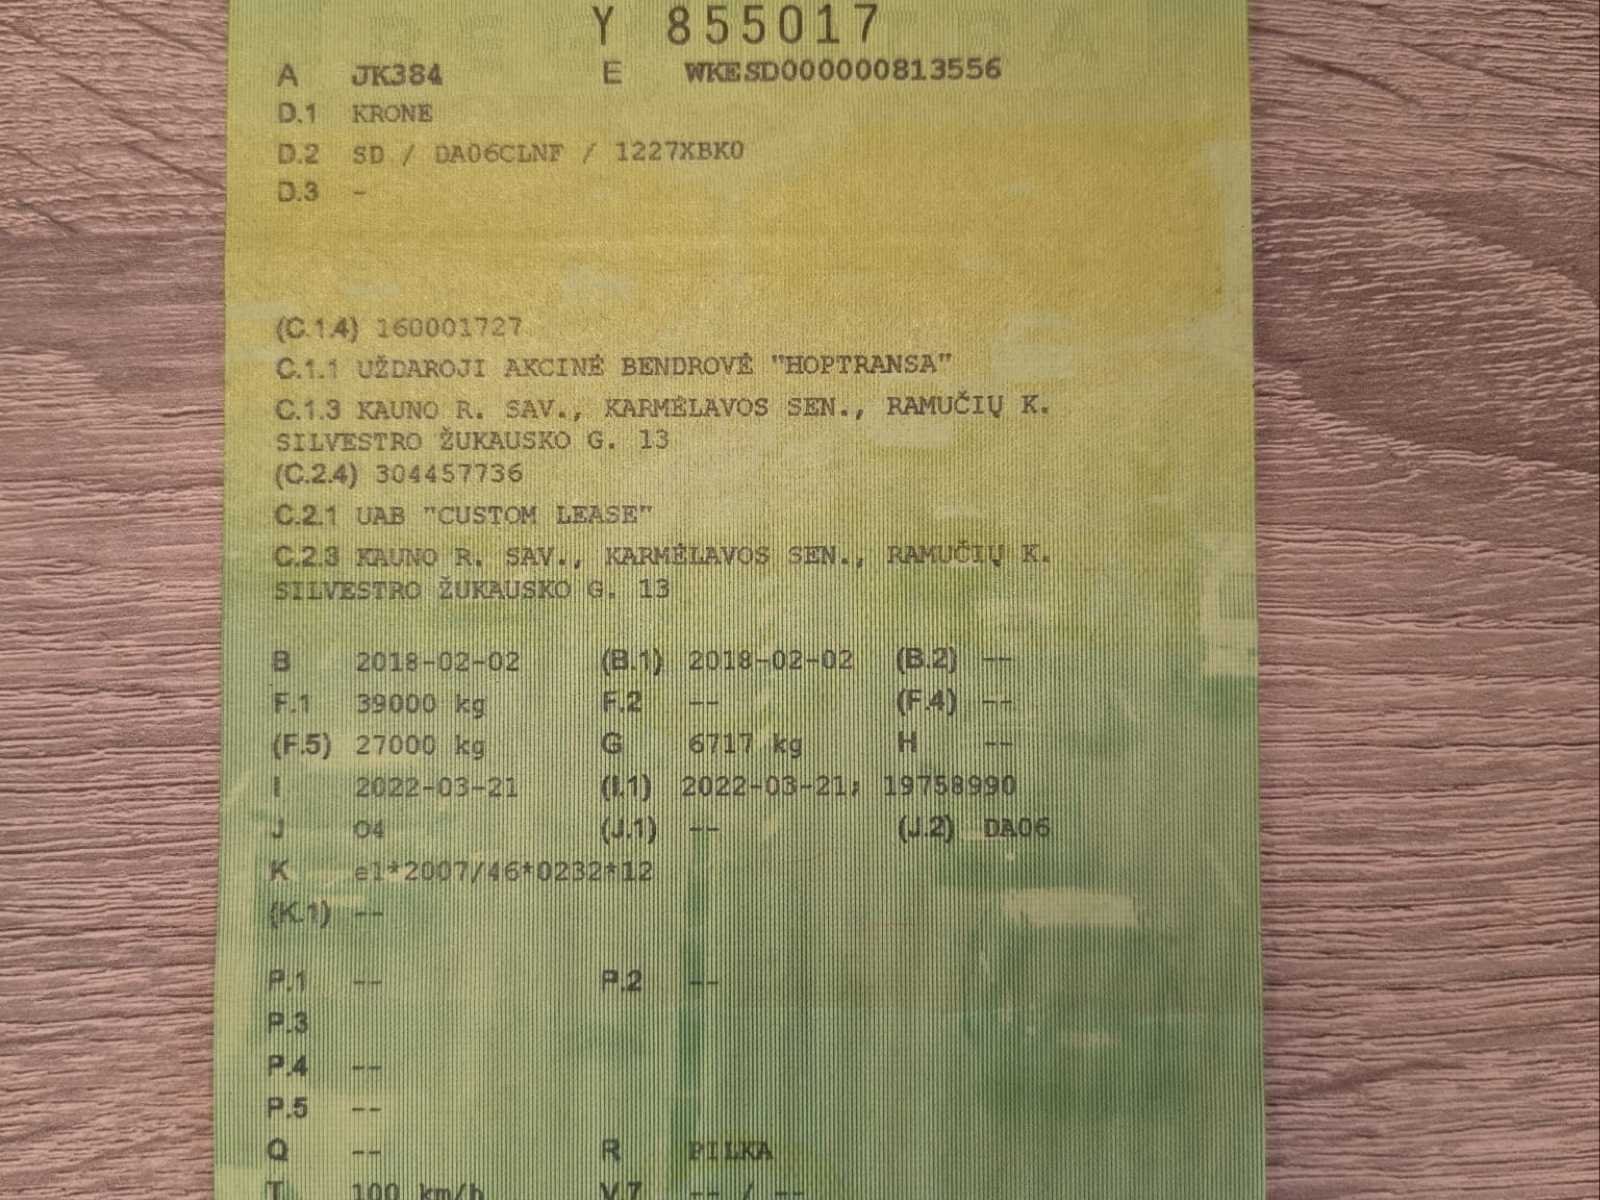 Y 855017
A JK384 E WKESD000000813556
D.1 KRONE
D.2 SD / DA06CLNF / 1227XBK0
D.3 -
(C.1.4) 160001727
C.1.1 UŽDAROJI AKCINĖ BENDROVĖ "HOPTRANSA"
C.1.3 KAUNO R. SAV., KARMĖLAVOS SEN., RAMUČIŲ K.
SILVESTRO ŽUKAUSKO G. 13
(C.2.4) 304457736
C.2.1 UAB "CUSTOM LEASE"
C.2.3 KAUNO R. SAV., KARMĖLAVOS SEN., RAMUČIŲ K.
SILVESTRO ŽUKAUSKO G. 13
B 2018-02-02 (B.1) 2018-02-02 (B.2) --
F.1 39000 kg F.2 -- (F.4) --
(F.5) 27000 kg G 6717 kg H --
I 2022-03-21 (I.1) 2022-03-21; 19758990
J O4 (J.1) -- (J.2) DA06
K e1*2007/46*0232*12
(K.1) --
P.1 -- P.2 --
P.3
P.4 --
P.5 --
Q -- R PILKA
T 100 km/h V.7 -- / --